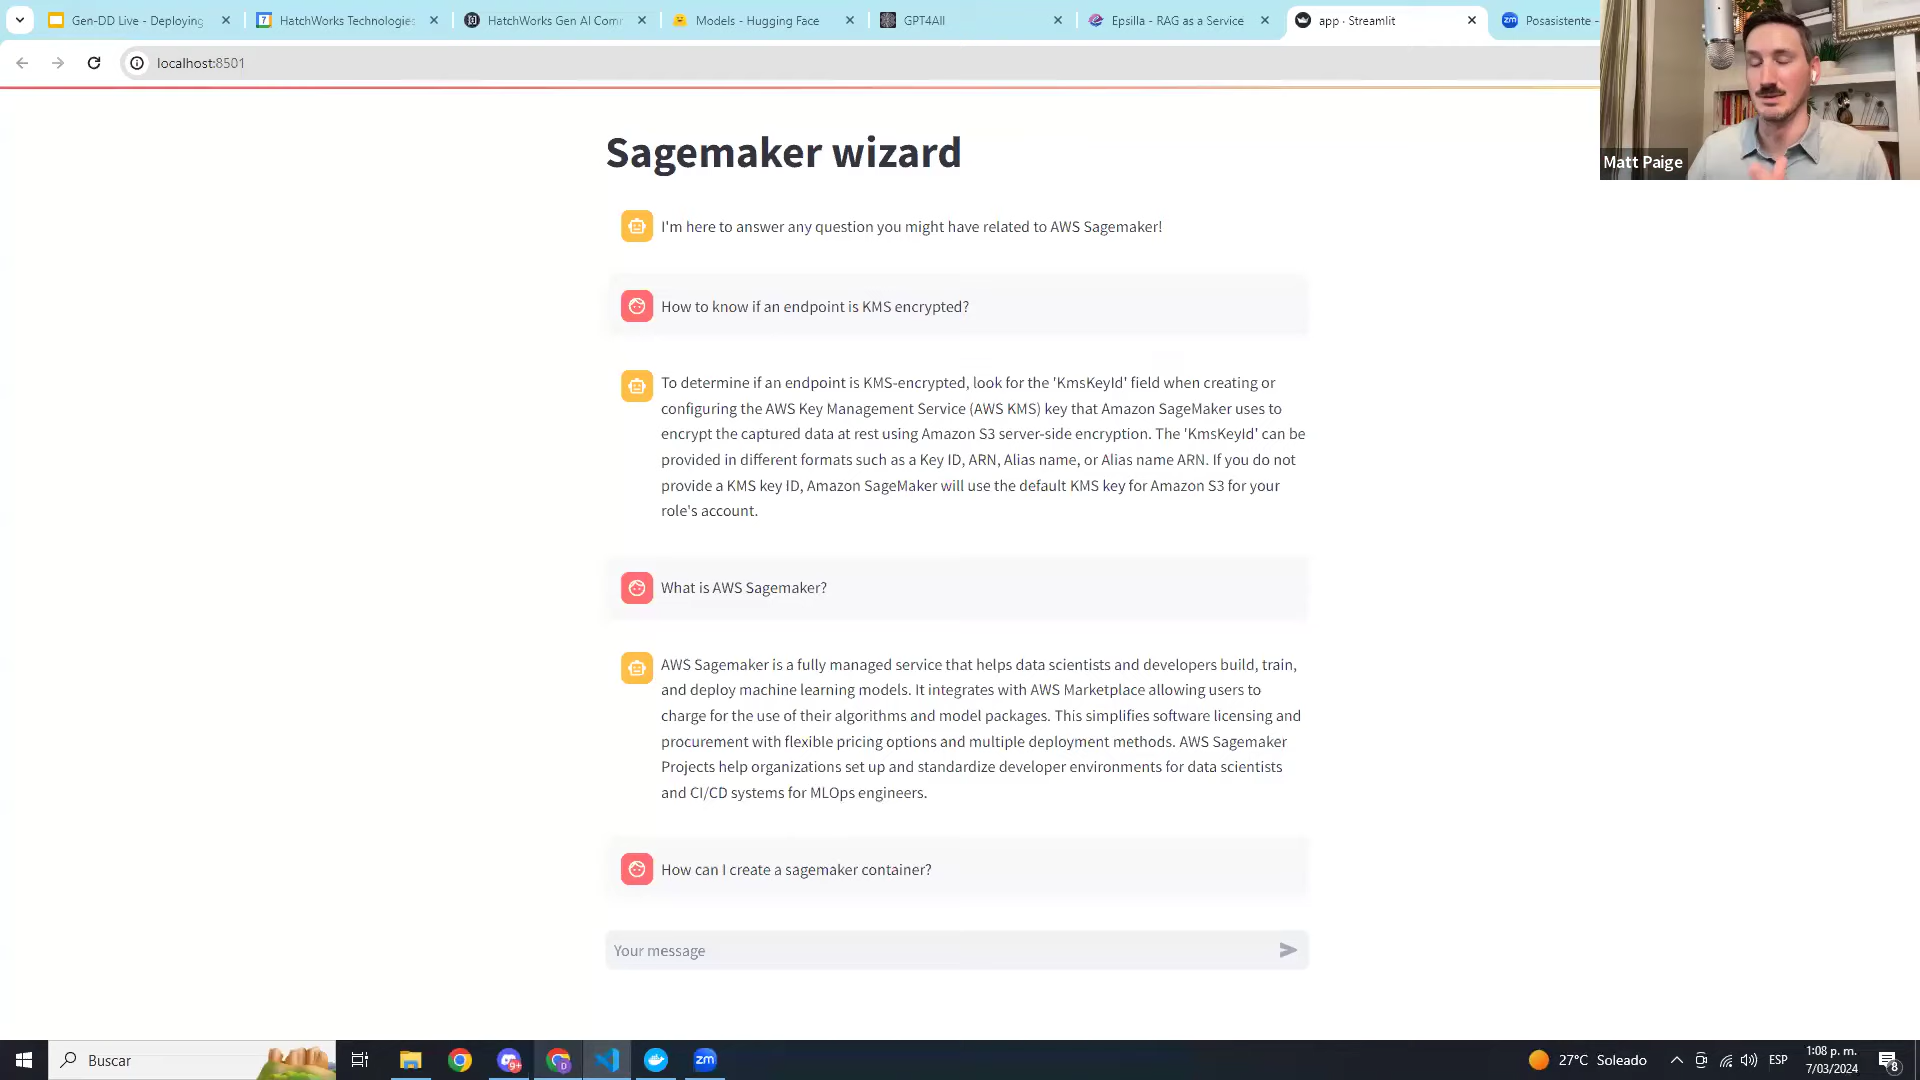 Gen-DD Live - Deploying
HatchWorks Technologies
HatchWorks Gen AI Comm
Models - Hugging Face
GPT4All
Epsilla - RAG as a Service
app · Streamlit
zm
Posasistente -
localhost:8501
Matt Paige
Sagemaker wizard
I'm here to answer any question you might have related to AWS Sagemaker!
How to know if an endpoint is KMS encrypted?
To determine if an endpoint is KMS-encrypted, look for the 'KmsKeyId' field when creating or
configuring the AWS Key Management Service (AWS KMS) key that Amazon SageMaker uses to
encrypt the captured data at rest using Amazon S3 server-side encryption. The 'KmsKeyId' can be
provided in different formats such as a Key ID, ARN, Alias name, or Alias name ARN. If you do not
provide a KMS key ID, Amazon SageMaker will use the default KMS key for Amazon S3 for your
role's account.
What is AWS Sagemaker?
AWS Sagemaker is a fully managed service that helps data scientists and developers build, train,
and deploy machine learning models. It integrates with AWS Marketplace allowing users to
charge for the use of their algorithms and model packages. This simplifies software licensing and
procurement with flexible pricing options and multiple deployment methods. AWS Sagemaker
Projects help organizations set up and standardize developer environments for data scientists
and CI/CD systems for MLOps engineers.
How can I create a sagemaker container?
Your message
Buscar
9+
D
zm
27°C Soleado
ESP
1:08 p. m.
7/03/2024
8